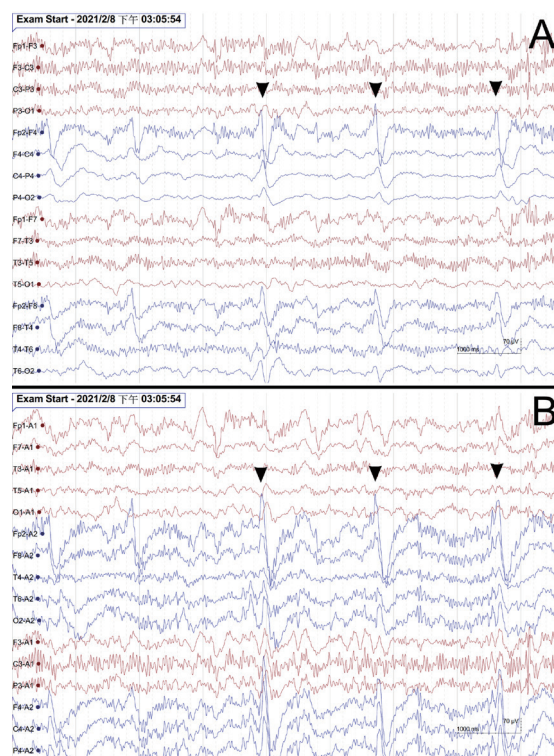 Exam Start - 2021/2/8 下午 03:05:54
A
Fp1-F3
F3-C3
C3-P3
P3-O1
Fp2-F4
F4-C4
C4-P4
P4-O2
Fp1-F7
F7-T3
T3-T5
T5-O1
Fp2-F8
F8-T4
T4-T6
T6-O2
1000 ms
70 µV
Exam Start - 2021/2/8 下午 03:05:54
B
Fp1-A1
F7-A1
T3-A1
T5-A1
O1-A1
Fp2-A2
F8-A2
T4-A2
T6-A2
O2-A2
F3-A1
C3-A1
P3-A1
F4-A2
C4-A2
P4-A2
1000 ms
70 µV